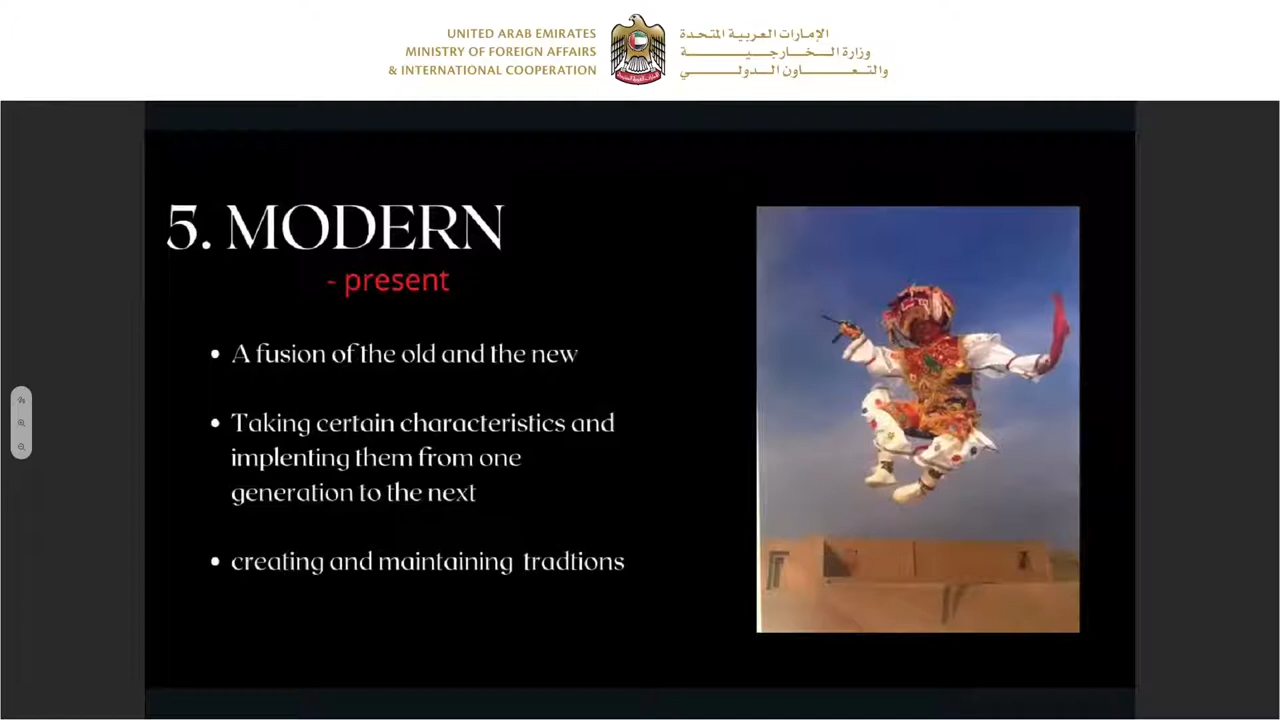 UNITED ARAB EMIRATES
MINISTRY OF FOREIGN AFFAIRS
& INTERNATIONAL COOPERATION
الإمارات العربية المتحدة
وزارة الخارجية
والتعاون الدولي
5. MODERN
- present
• A fusion of the old and the new
• Taking certain characteristics and
implenting them from one
generation to the next
• creating and maintaining tradtions